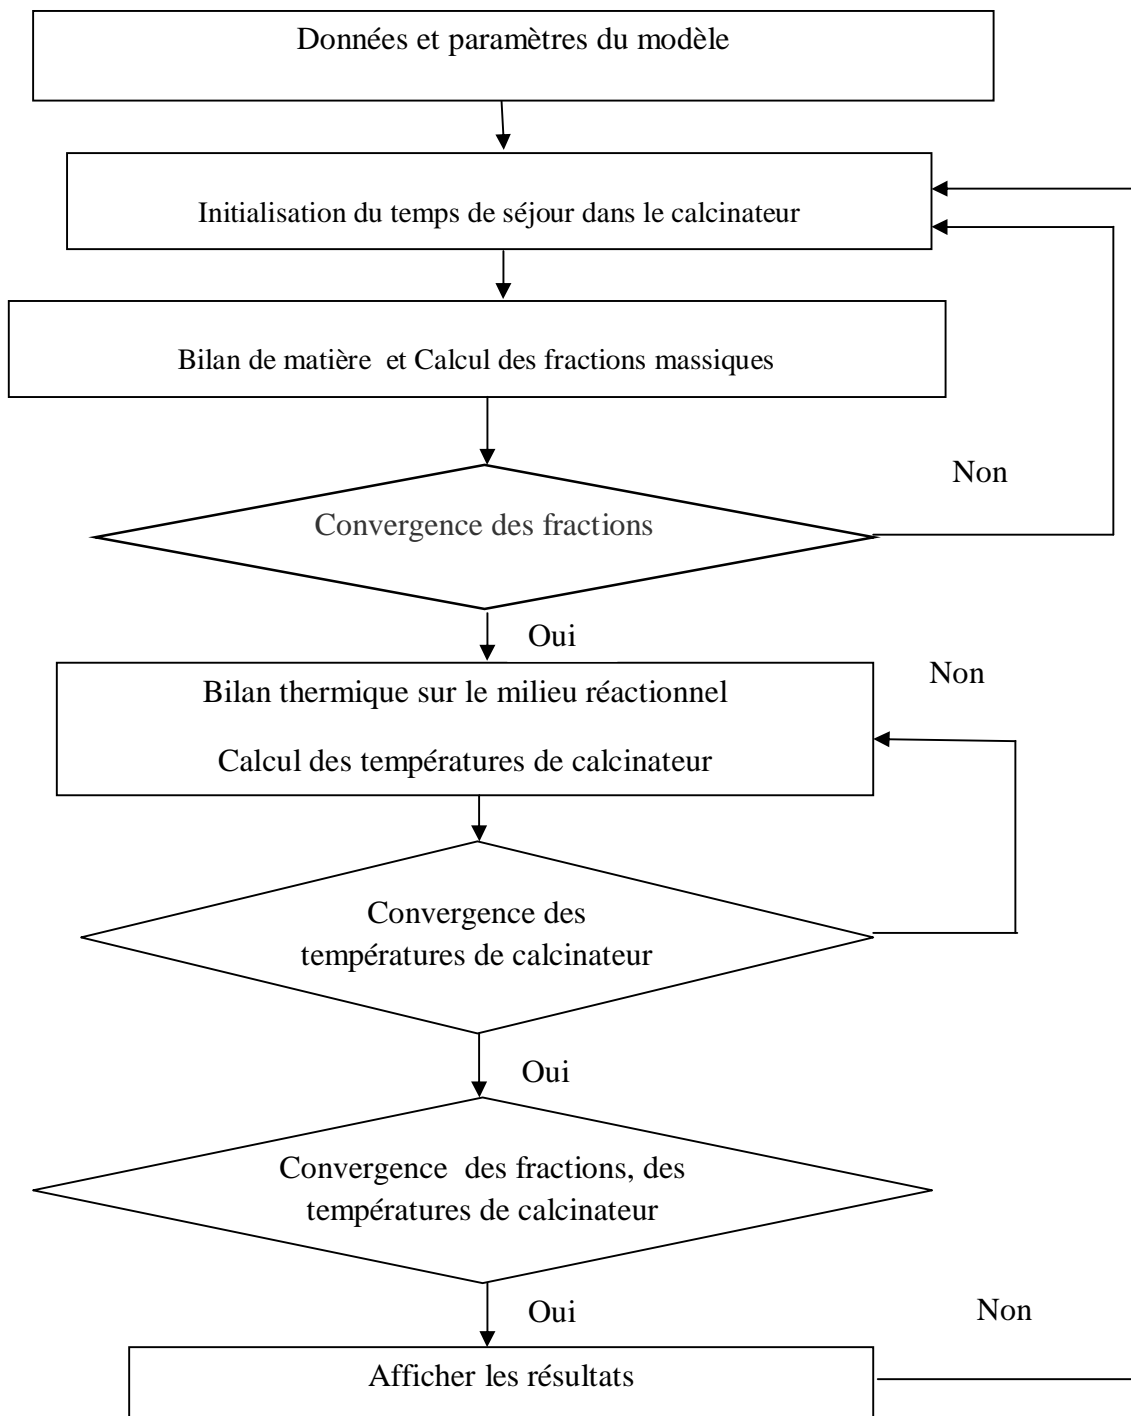 Données et paramètres du modèle
Initialisation du temps de séjour dans le calcinateur
Bilan de matière  et Calcul des fractions massiques
Non
Convergence des fractions
Oui
Non
Bilan thermique sur le milieu réactionnel
Calcul des températures de calcinateur
Convergence des
températures de calcinateur
Oui
Convergence  des fractions, des
températures de calcinateur
Oui
Non
Afficher les résultats